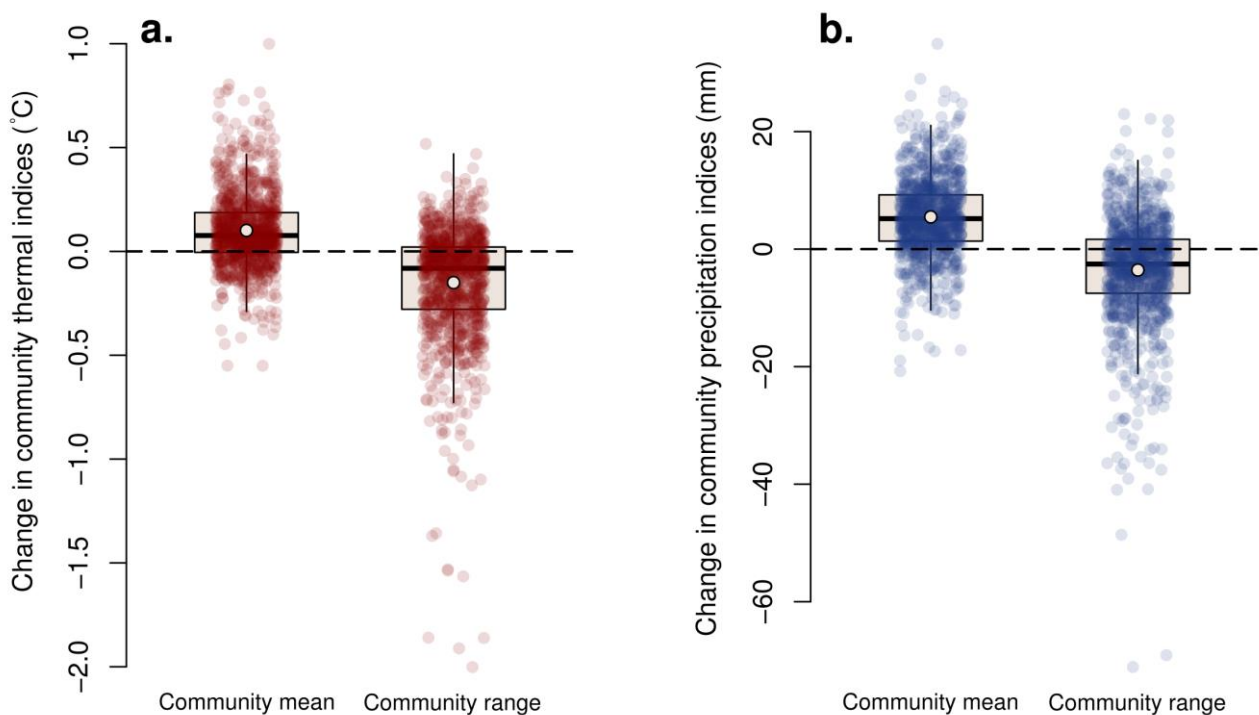 a.
Change in community thermal indices (˚C)
1.0
0.5
0.0
−0.5
−1.0
−1.5
−2.0
Community mean
Community range
b.
Change in community precipitation indices (mm)
20
0
−20
−40
−60
Community mean
Community range